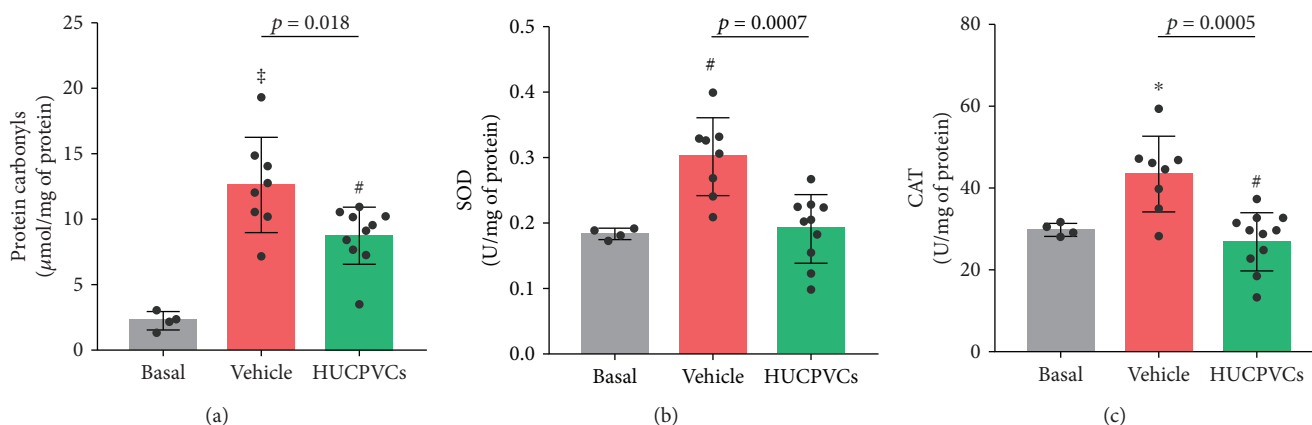 p = 0.018
Protein carbonyls
(μmol/mg of protein)
25
20
15
10
5
0
‡
#
Basal
Vehicle
HUCPVCs
(a)
p = 0.0007
SOD
(U/mg of protein)
0.5
0.4
0.3
0.2
0.1
0.0
#
Basal
Vehicle
HUCPVCs
(b)
p = 0.0005
CAT
(U/mg of protein)
80
60
40
20
0
*
#
Basal
Vehicle
HUCPVCs
(c)